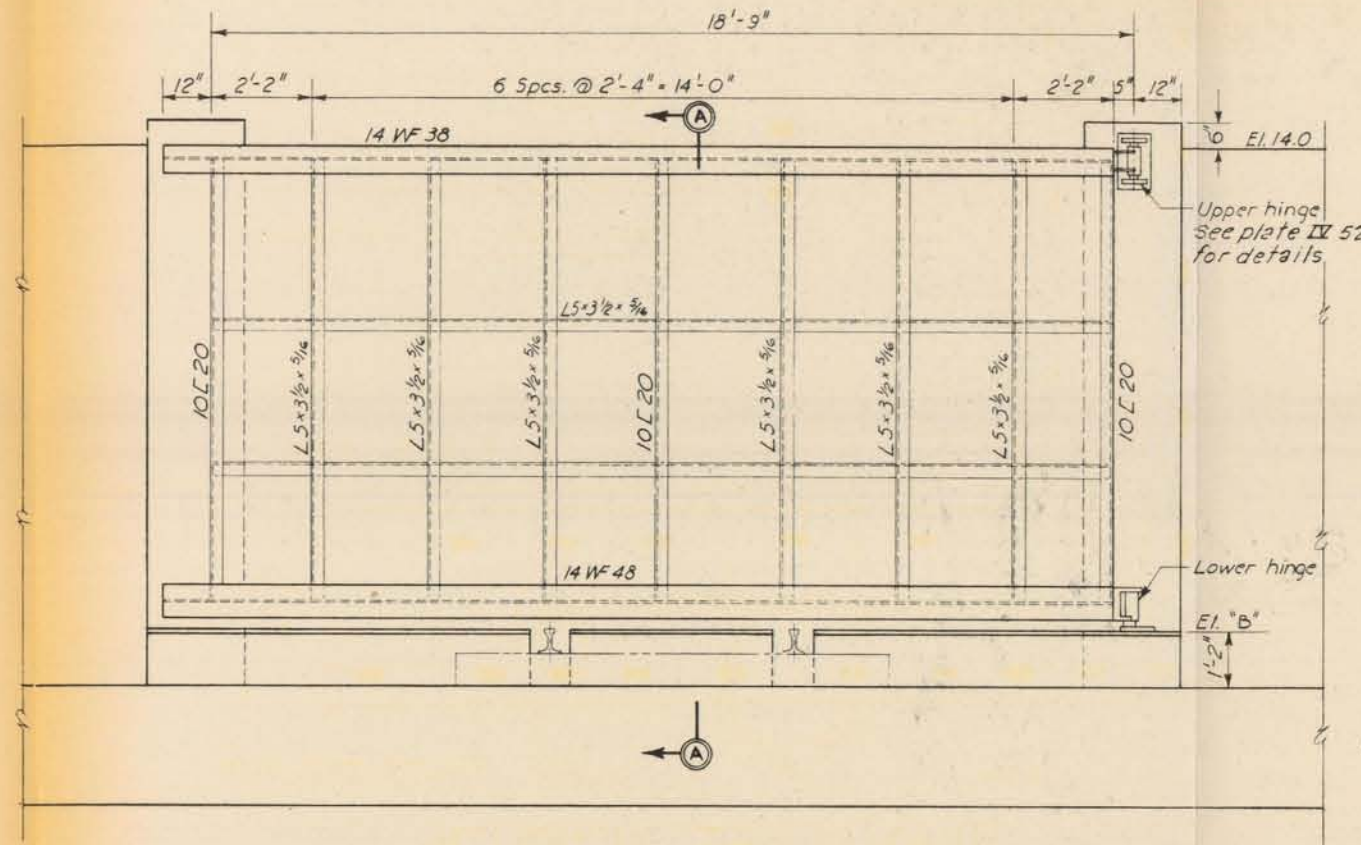 18'-9"
12" 2'-2" 6 Spcs. @ 2'-4" = 14'-0" 2'-2" 5" 12"
A
14 WF 38
6"
El. 14.0
Upper hinge
See plate IV 52
for details
L5×3½×5/16
10 [ 20
L5×3½×5/16
L5×3½×5/16
L5×3½×5/16
10 [ 20
L5×3½×5/16
L5×3½×5/16
L5×3½×5/16
10 [ 20
14 WF 48
Lower hinge
El. "B"
1'-2"
A